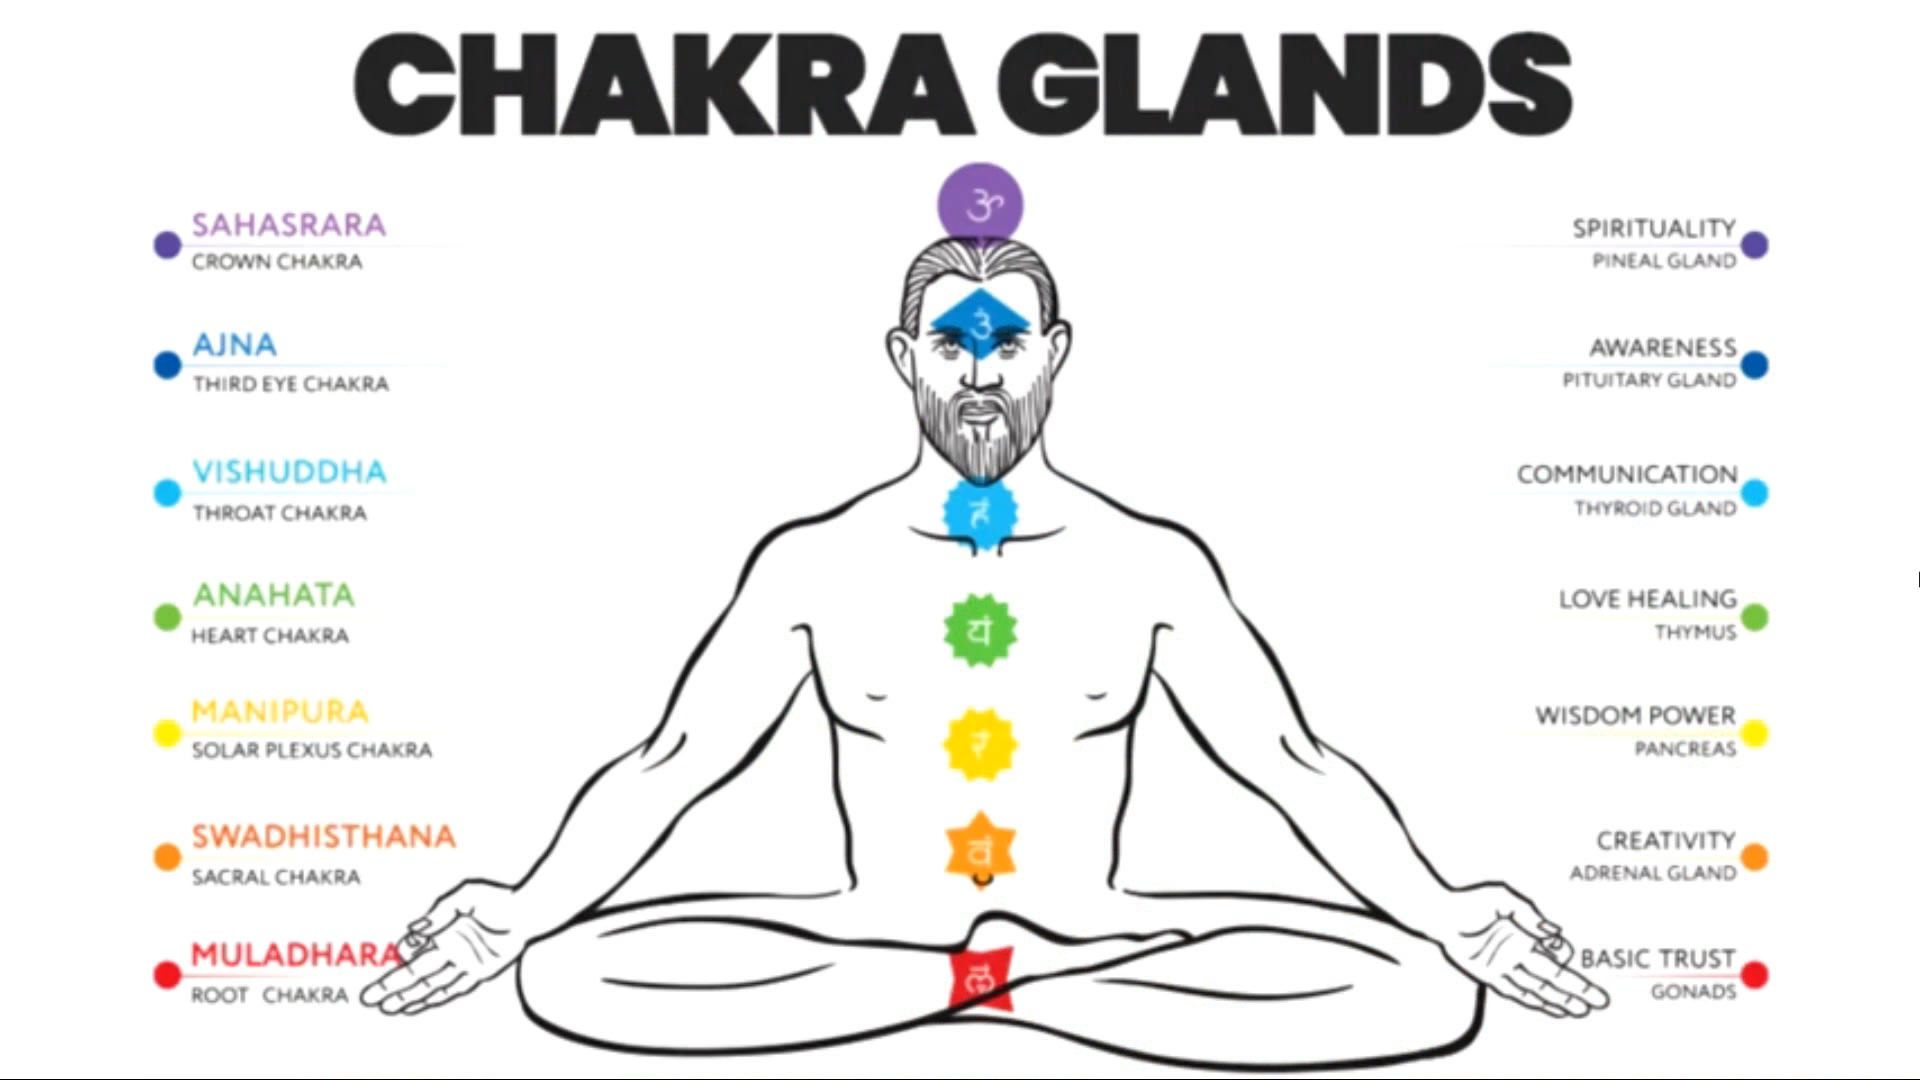 CHAKRA GLANDS
ॐ
SAHASRARA
CROWN CHAKRA
SPIRITUALITY
PINEAL GLAND
AJNA
THIRD EYE CHAKRA
AWARENESS
PITUITARY GLAND
VISHUDDHA
THROAT CHAKRA
COMMUNICATION
THYROID GLAND
ANAHATA
HEART CHAKRA
यं
LOVE HEALING
THYMUS
MANIPURA
SOLAR PLEXUS CHAKRA
WISDOM POWER
PANCREAS
SWADHISTHANA
SACRAL CHAKRA
वं
CREATIVITY
ADRENAL GLAND
MULADHARA
ROOT CHAKRA
BASIC TRUST
GONADS